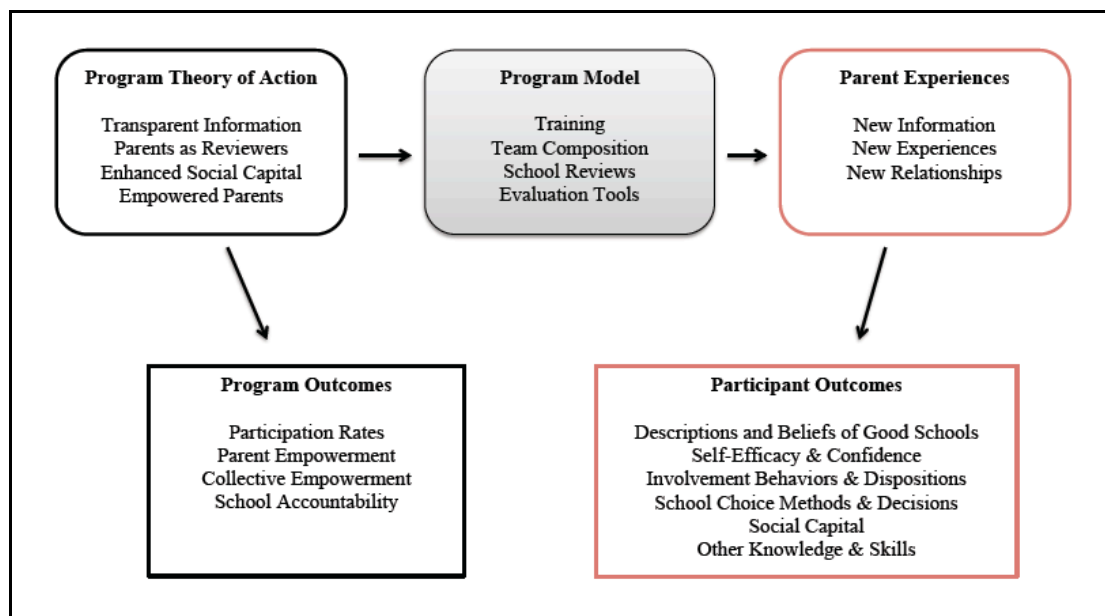 Program Theory of Action
Transparent Information
Parents as Reviewers
Enhanced Social Capital
Empowered Parents
Program Model
Training
Team Composition
School Reviews
Evaluation Tools
Parent Experiences
New Information
New Experiences
New Relationships
Program Outcomes
Participation Rates
Parent Empowerment
Collective Empowerment
School Accountability
Participant Outcomes
Descriptions and Beliefs of Good Schools
Self-Efficacy & Confidence
Involvement Behaviors & Dispositions
School Choice Methods & Decisions
Social Capital
Other Knowledge & Skills